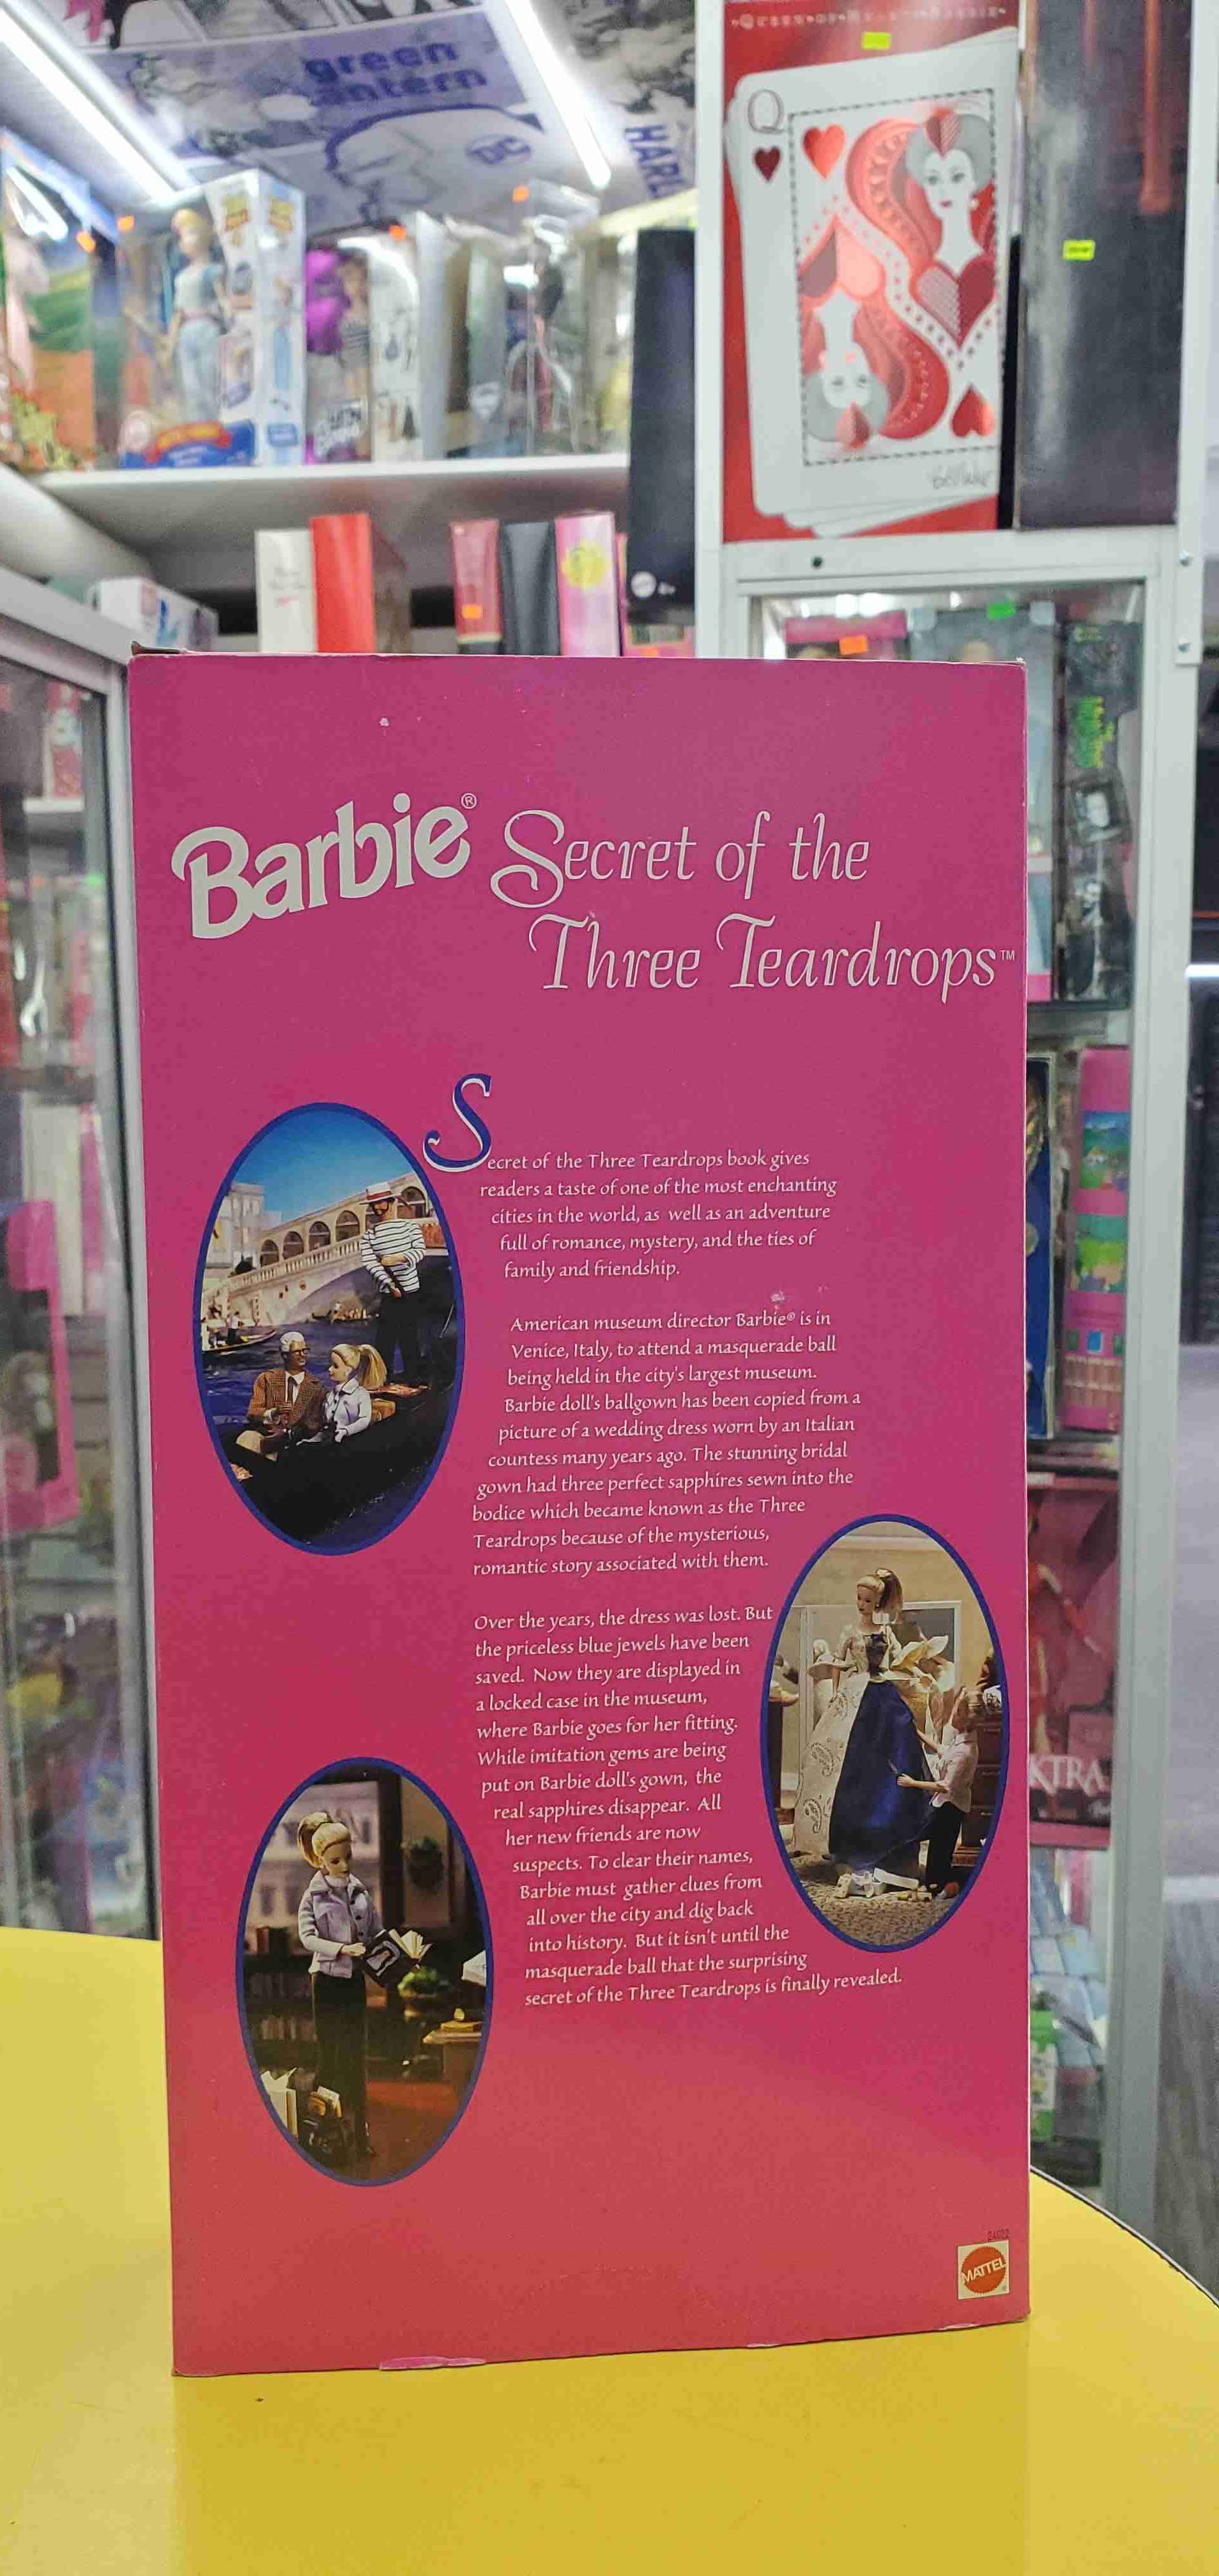 green
DC
Q
Barbie®
Secret of the
Three Teardrops™
Secret of the Three Teardrops book gives
readers a taste of one of the most enchanting
cities in the world, as well as an adventure
full of romance, mystery, and the ties of
family and friendship.
American museum director Barbie® is in
Venice, Italy, to attend a masquerade ball
being held in the city's largest museum.
Barbie doll's ballgown has been copied from a
picture of a wedding dress worn by an Italian
countess many years ago. The stunning bridal
gown had three perfect sapphires sewn into the
bodice which became known as the Three
Teardrops because of the mysterious,
romantic story associated with them.
Over the years, the dress was lost. But
the priceless blue jewels have been
saved. Now they are displayed in
a locked case in the museum,
where Barbie goes for her fitting.
While imitation gems are being
put on Barbie doll's gown, the
real sapphires disappear. All
her new friends are now
suspects. To clear their names,
Barbie must gather clues from
all over the city and dig back
into history. But it isn't until the
masquerade ball that the surprising
secret of the Three Teardrops is finally revealed.
MATTEL